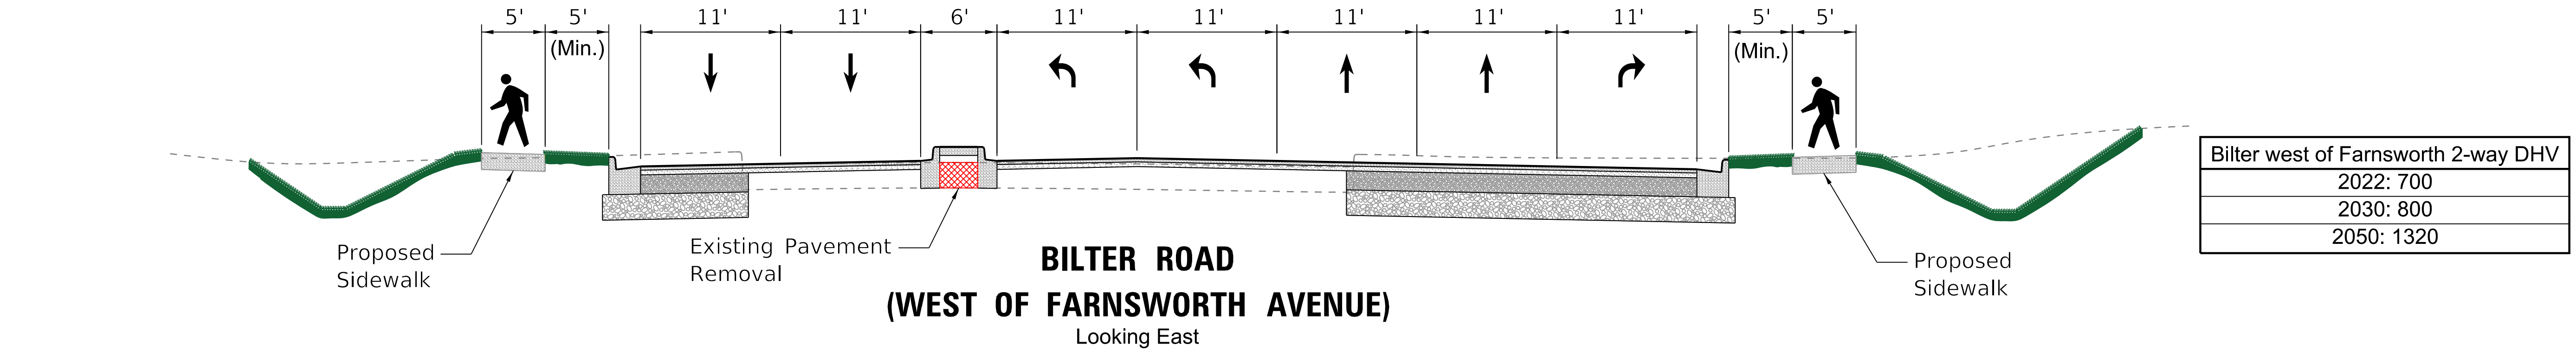 5' 5' 11' 11' 6' 11' 11' 11' 11' 11' 5' 5'
(Min.) (Min.)
Proposed
Sidewalk
Existing Pavement
Removal
BILTER ROAD
(WEST OF FARNSWORTH AVENUE)
Looking East
Proposed
Sidewalk
Bilter west of Farnsworth 2-way DHV
2022: 700
2030: 800
2050: 1320